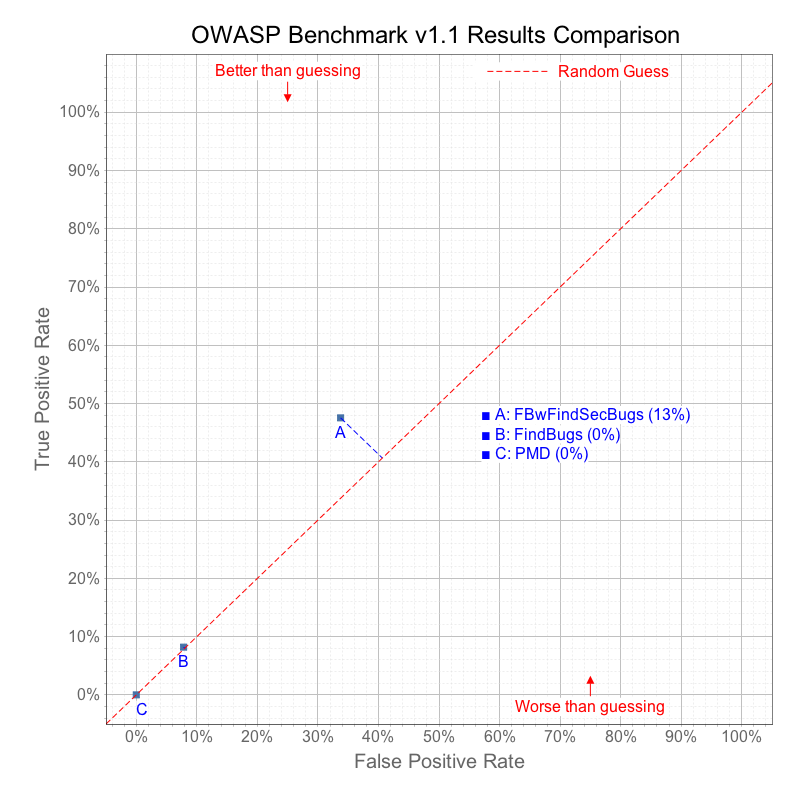 OWASP Benchmark v1.1 Results Comparison
Better than guessing
Random Guess
100%
90%
80%
70%
60%
50%
40%
30%
20%
10%
0%
True Positive Rate
A
B
C
A: FBwFindSecBugs (13%)
B: FindBugs (0%)
C: PMD (0%)
Worse than guessing
0% 10% 20% 30% 40% 50% 60% 70% 80% 90% 100%
False Positive Rate